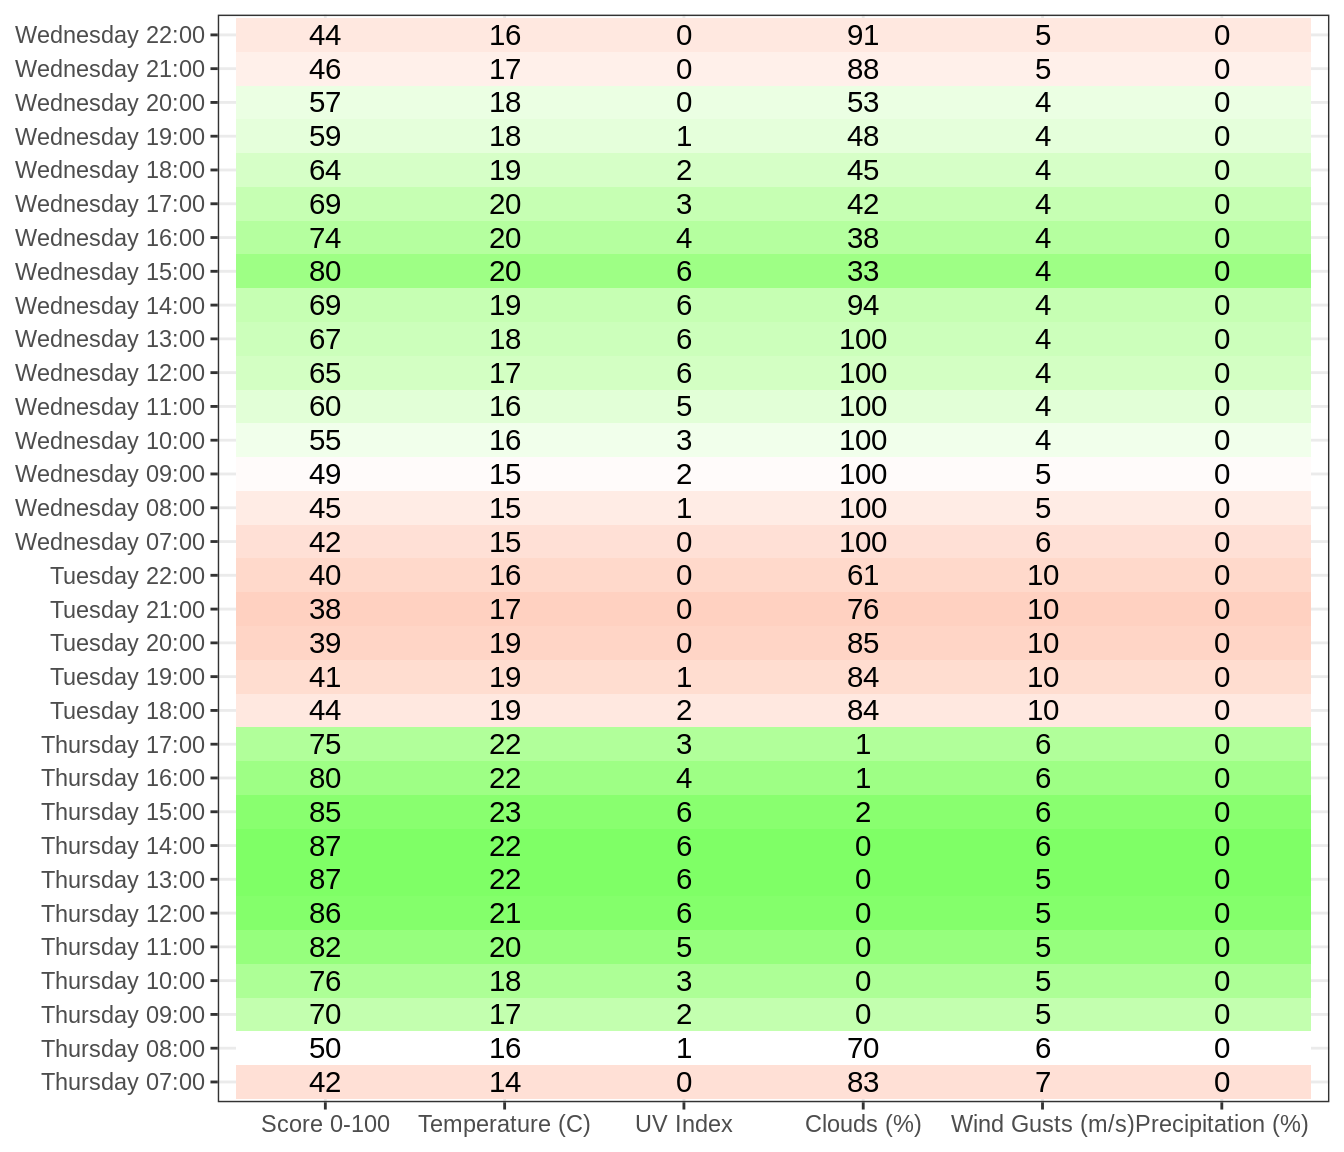 Wednesday 22:00 44 16 0 91 5 0
Wednesday 21:00 46 17 0 88 5 0
Wednesday 20:00 57 18 0 53 4 0
Wednesday 19:00 59 18 1 48 4 0
Wednesday 18:00 64 19 2 45 4 0
Wednesday 17:00 69 20 3 42 4 0
Wednesday 16:00 74 20 4 38 4 0
Wednesday 15:00 80 20 6 33 4 0
Wednesday 14:00 69 19 6 94 4 0
Wednesday 13:00 67 18 6 100 4 0
Wednesday 12:00 65 17 6 100 4 0
Wednesday 11:00 60 16 5 100 4 0
Wednesday 10:00 55 16 3 100 4 0
Wednesday 09:00 49 15 2 100 5 0
Wednesday 08:00 45 15 1 100 5 0
Wednesday 07:00 42 15 0 100 6 0
Tuesday 22:00 40 16 0 61 10 0
Tuesday 21:00 38 17 0 76 10 0
Tuesday 20:00 39 19 0 85 10 0
Tuesday 19:00 41 19 1 84 10 0
Tuesday 18:00 44 19 2 84 10 0
Thursday 17:00 75 22 3 1 6 0
Thursday 16:00 80 22 4 1 6 0
Thursday 15:00 85 23 6 2 6 0
Thursday 14:00 87 22 6 0 6 0
Thursday 13:00 87 22 6 0 5 0
Thursday 12:00 86 21 6 0 5 0
Thursday 11:00 82 20 5 0 5 0
Thursday 10:00 76 18 3 0 5 0
Thursday 09:00 70 17 2 0 5 0
Thursday 08:00 50 16 1 70 6 0
Thursday 07:00 42 14 0 83 7 0
Score 0-100 Temperature (C) UV Index Clouds (%) Wind Gusts (m/s) Precipitation (%)